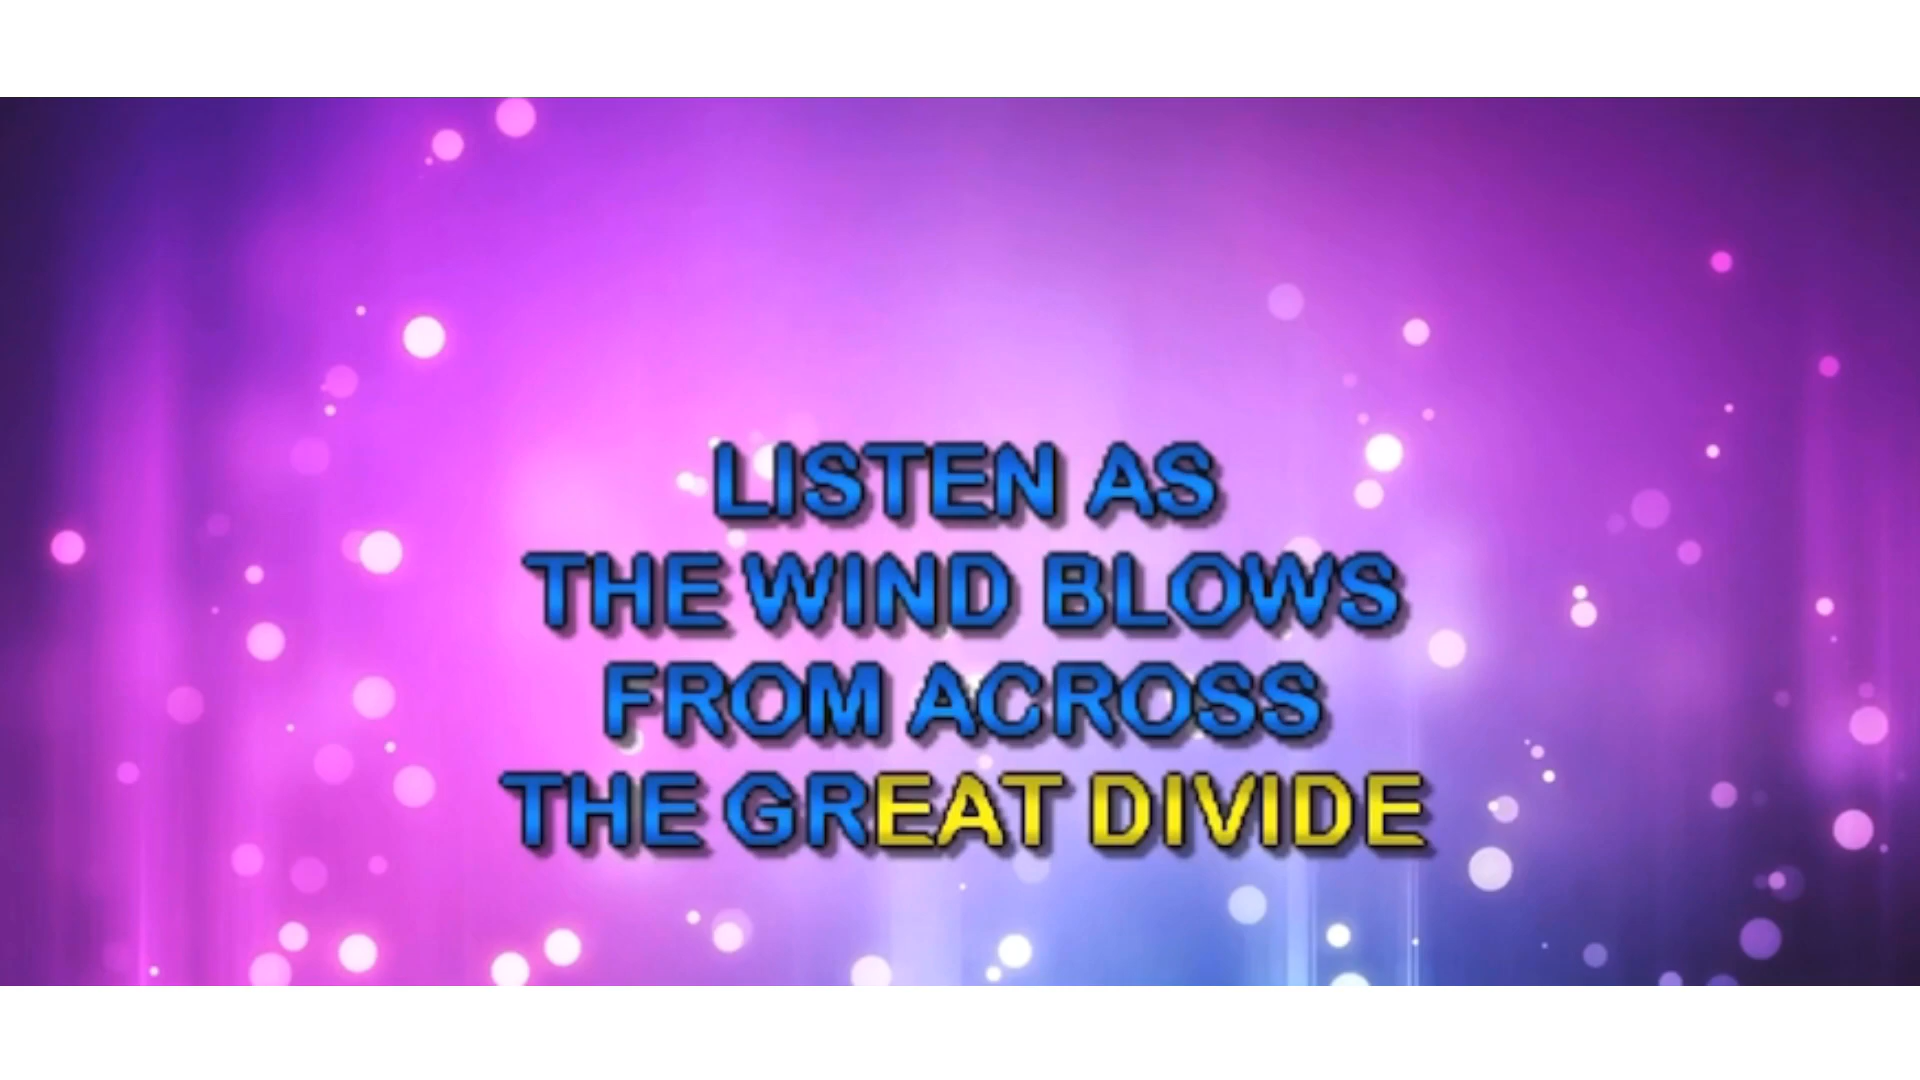 LISTEN AS
THE WIND BLOWS
FROM ACROSS
THE GREAT DIVIDE